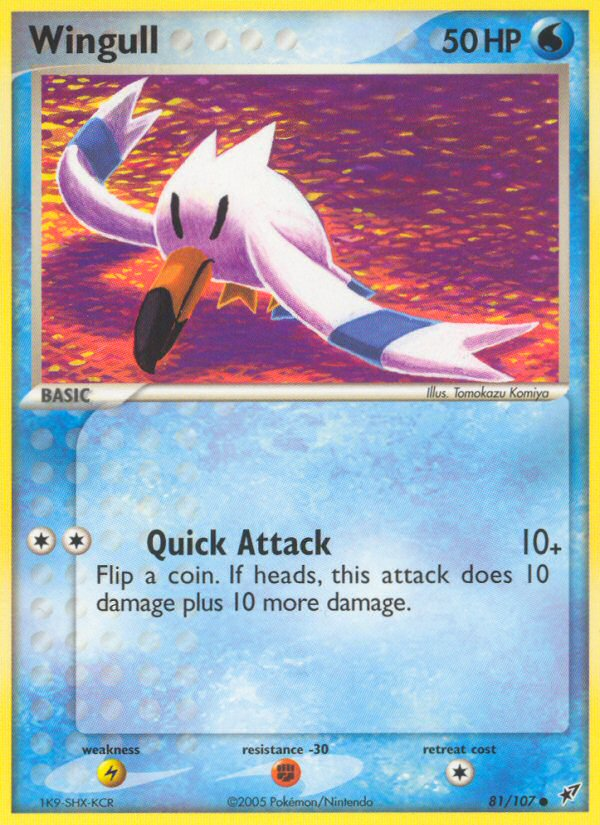 Wingull
50 HP
BASIC
Illus. Tomokazu Komiya
Quick Attack
10+
Flip a coin. If heads, this attack does 10
damage plus 10 more damage.
weakness
resistance -30
retreat cost
1K9-SHX-KCR
©2005 Pokémon/Nintendo
81/107